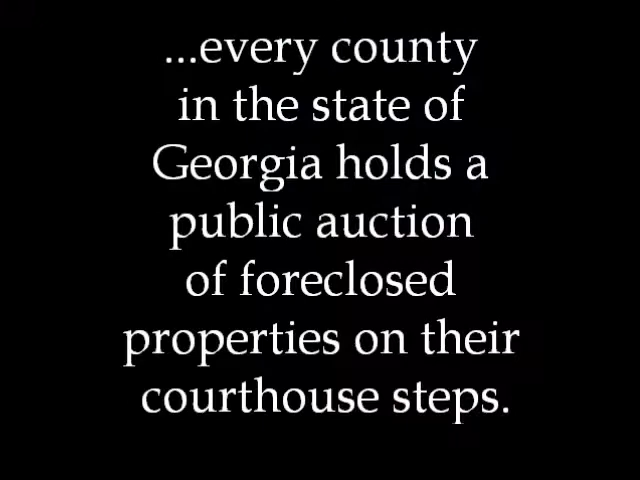 ...every county
in the state of
Georgia holds a
public auction
of foreclosed
properties on their
courthouse steps.